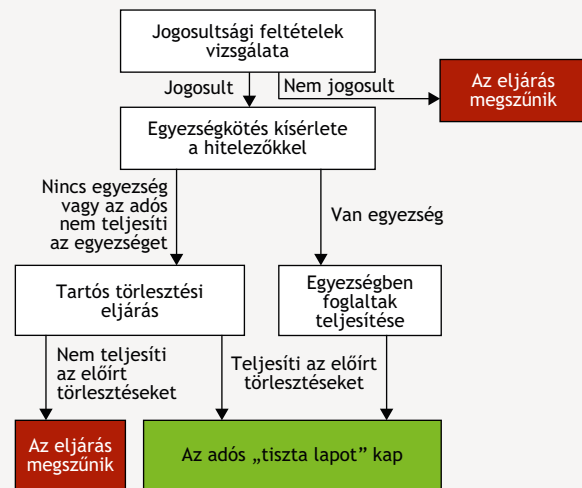 Jogosultsági feltételek
vizsgálata
Jogosult
Nem jogosult
Az eljárás
megszűnik
Egyezségkötés kísérlete
a hitelezőkkel
Nincs egyezség
vagy az adós
nem teljesíti
az egyezséget
Van egyezség
Tartós törlesztési
eljárás
Egyezségben
foglaltak
teljesítése
Nem teljesíti
az előírt
törlesztéseket
Teljesíti az előírt
törlesztéseket
Az eljárás
megszűnik
Az adós „tiszta lapot” kap